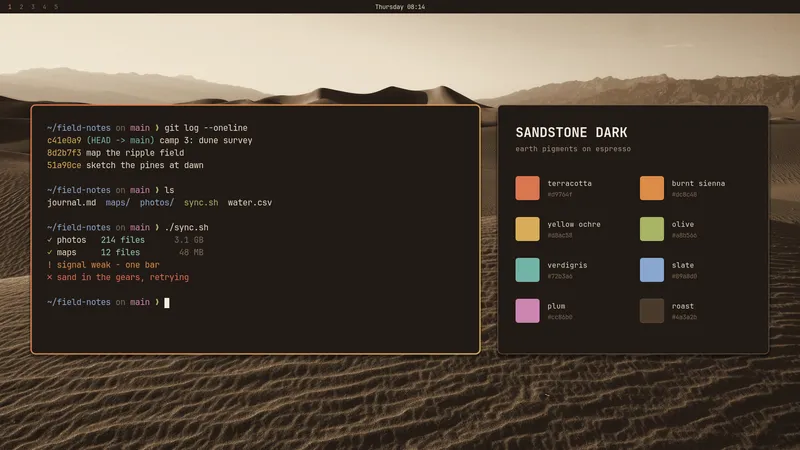 1 2 3 4 5
Thursday 08:14
~/field-notes on main ❯ git log --oneline
c41e0a9 (HEAD -> main) camp 3: dune survey
8d2b7f3 map the ripple field
51a90ce sketch the pines at dawn
~/field-notes on main ❯ ls
journal.md maps/ photos/ sync.sh water.csv
~/field-notes on main ❯ ./sync.sh
✓ photos 214 files 3.1 GB
✓ maps 12 files 48 MB
! signal weak - one bar
✕ sand in the gears, retrying
~/field-notes on main ❯
SANDSTONE DARK
earth pigments on espresso
terracotta
#d9764f
burnt sienna
#dc8c48
yellow ochre
olive
verdigris
slate
plum
roast
#4a3a2b